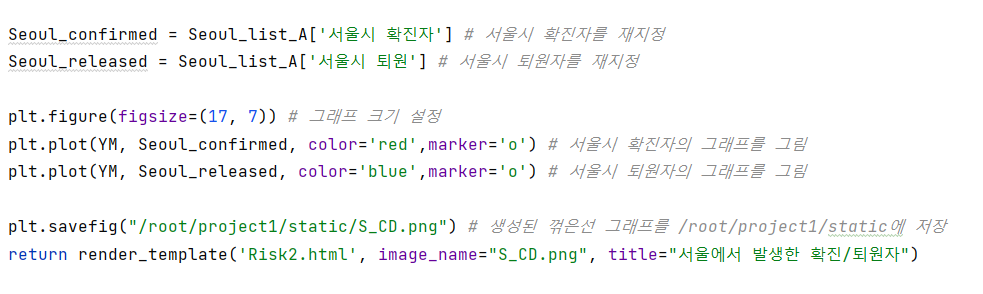 Seoul_confirmed = Seoul_list_A['서울시 확진자'] # 서울시 확진자를 재지정
Seoul_released = Seoul_list_A['서울시 퇴원'] # 서울시 퇴원자를 재지정
plt.figure(figsize=(17, 7)) # 그래프 크기 설정
plt.plot(YM, Seoul_confirmed, color='red',marker='o') # 서울시 확진자의 그래프를 그림
plt.plot(YM, Seoul_released, color='blue',marker='o') # 서울시 퇴원자의 그래프를 그림
plt.savefig("/root/project1/static/S_CD.png") # 생성된 꺾은선 그래프를 /root/project1/static에 저장
return render_template('Risk2.html', image_name="S_CD.png", title="서울에서 발생한 확진/퇴원자")